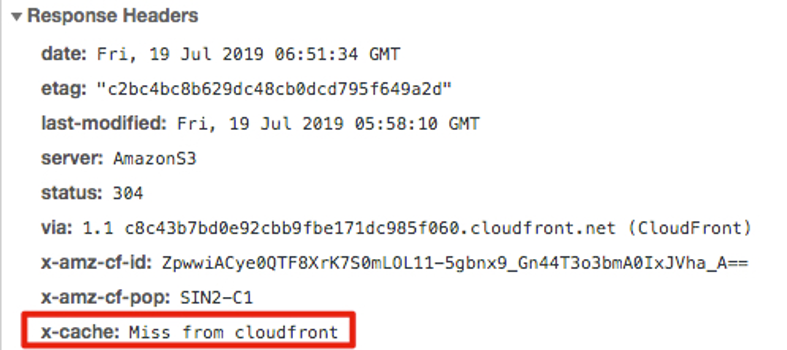 Response Headers
date: Fri, 19 Jul 2019 06:51:34 GMT
etag: "c2bc4bc8b629dc48cb0dcd795f649a2d"
last-modified: Fri, 19 Jul 2019 05:58:10 GMT
server: AmazonS3
status: 304
via: 1.1 c8c43b7bd0e92cbb9fbe171dc985f060.cloudfront.net (CloudFront)
x-amz-cf-id: ZpwwiACye0QTF8XrK7S0mLOL11-5gbnx9_Gn44T3o3bmA0IxJVha_A==
x-amz-cf-pop: SIN2-C1
x-cache: Miss from cloudfront